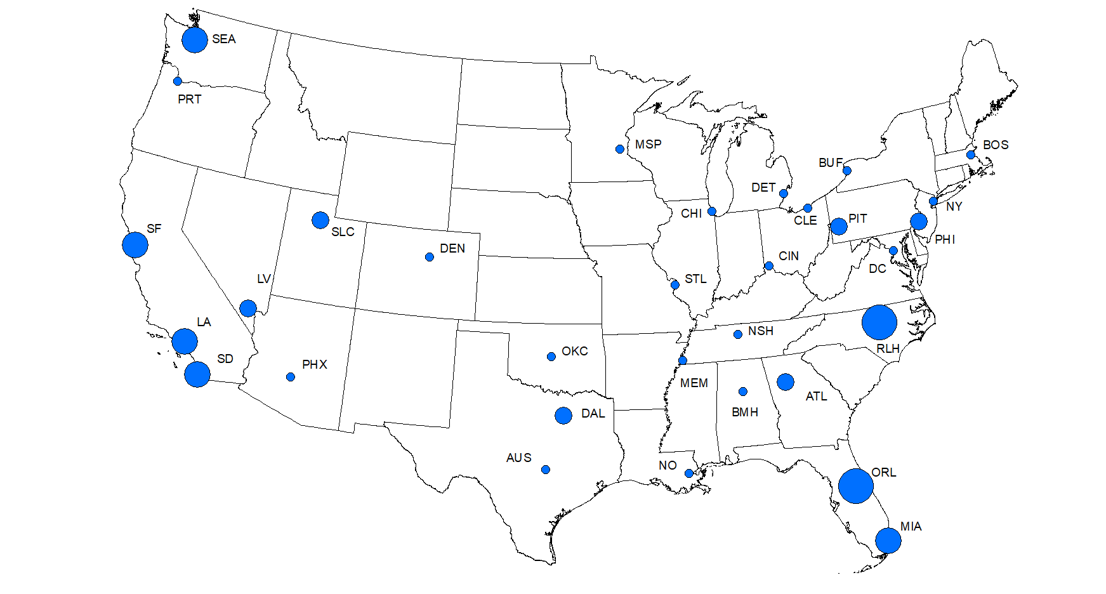 SEA
PRT
MSP
BOS
BUF
DET
NY
CHI
CLE
PIT
SF
SLC
PHI
DEN
CIN
DC
LV
STL
LA
NSH
RLH
OKC
SD
PHX
MEM
ATL
BMH
DAL
AUS
NO
ORL
MIA